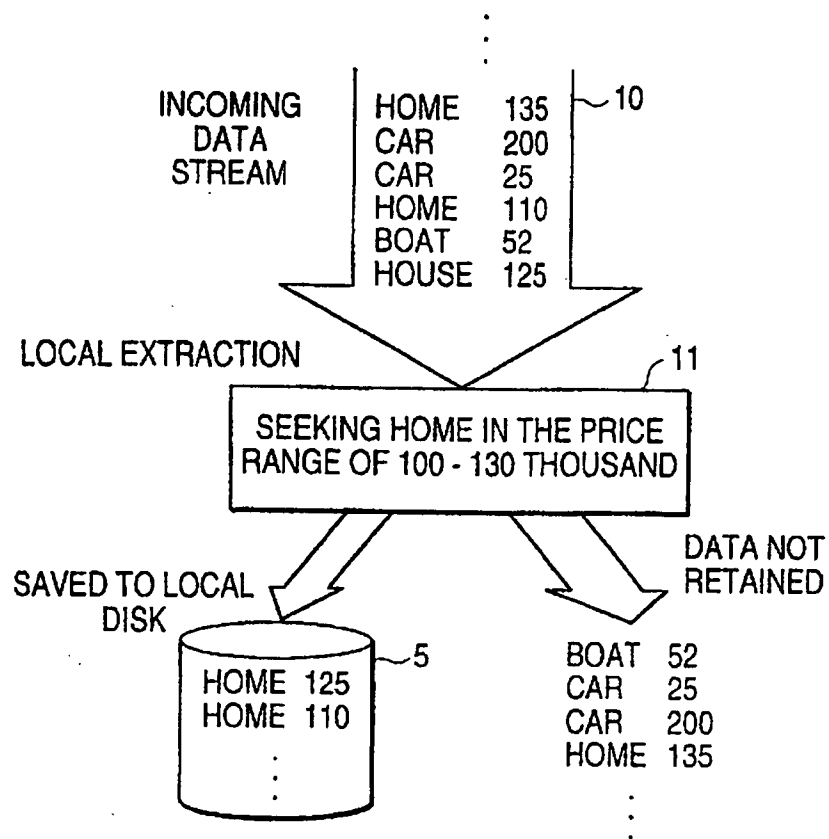 INCOMING
DATA
STREAM
HOME 135
CAR 200
CAR 25
HOME 110
BOAT 52
HOUSE 125
10
LOCAL EXTRACTION
11
SEEKING HOME IN THE PRICE
RANGE OF 100 - 130 THOUSAND
SAVED TO LOCAL
DISK
DATA NOT
RETAINED
5
HOME 125
HOME 110
BOAT 52
CAR 25
CAR 200
HOME 135